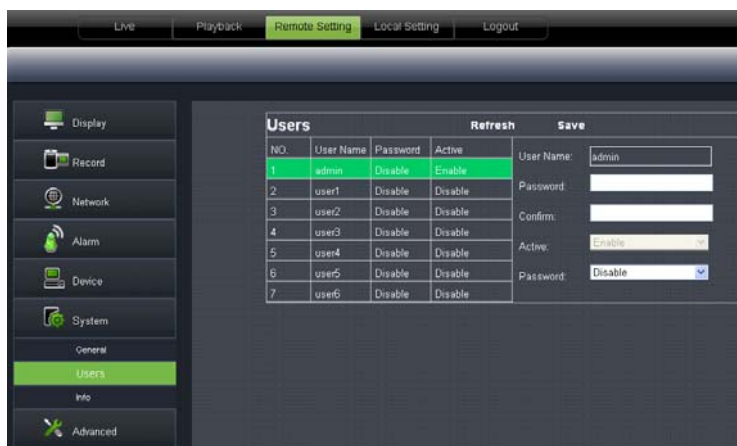 Live Playback Remote Setting Local Setting Logout
Display
Record
Network
Alarm
Device
System
General
Users
Info
Advanced
Users Refresh Save
NO. User Name Password Active
1 admin Disable Enable
2 user1 Disable Disable
3 user2 Disable Disable
4 user3 Disable Disable
5 user4 Disable Disable
6 user5 Disable Disable
7 user6 Disable Disable
User Name: admin
Password:
Confirm:
Active: Enable
Password: Disable